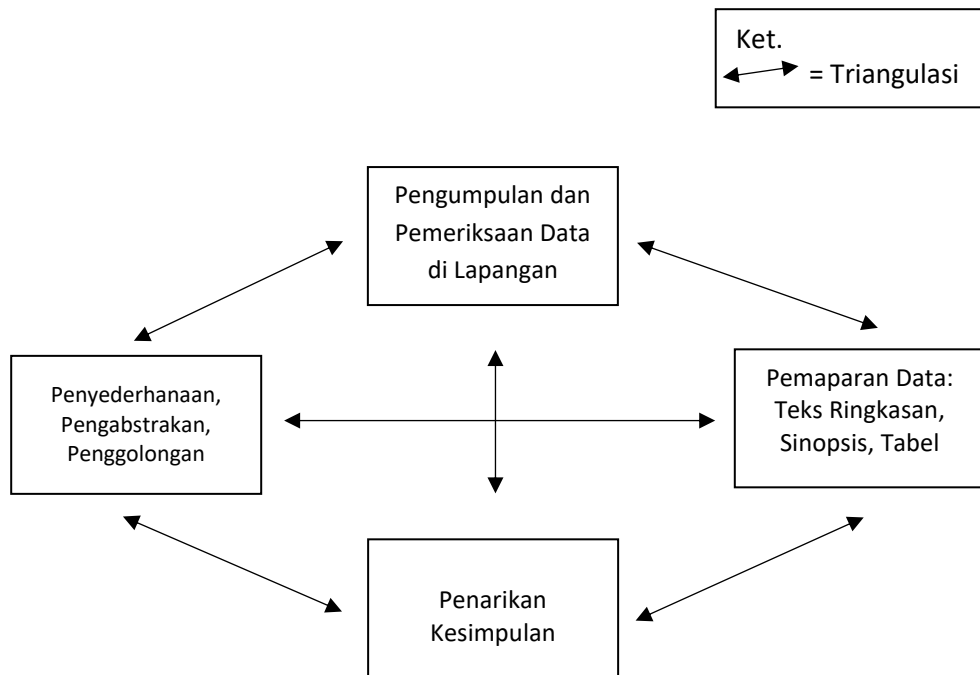 Ket.
= Triangulasi
Pengumpulan dan
Pemeriksaan Data
di Lapangan
Penyederhanaan,
Pengabstrakan,
Penggolongan
Pemaparan Data:
Teks Ringkasan,
Sinopsis, Tabel
Penarikan
Kesimpulan